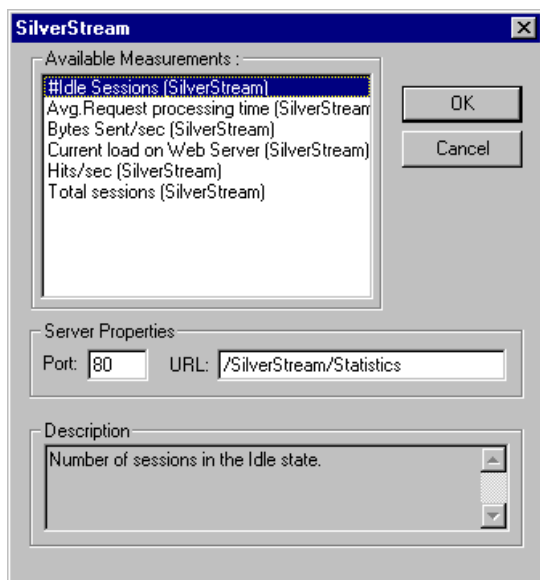 SilverStream
Available Measurements :
#Idle Sessions (SilverStream)
Avg.Request processing time (SilverStream
Bytes Sent/sec (SilverStream)
Current load on Web Server (SilverStream)
Hits/sec (SilverStream)
Total sessions (SilverStream)
OK
Cancel
Server Properties
Port: 80 URL: /SilverStream/Statistics
Description
Number of sessions in the Idle state.